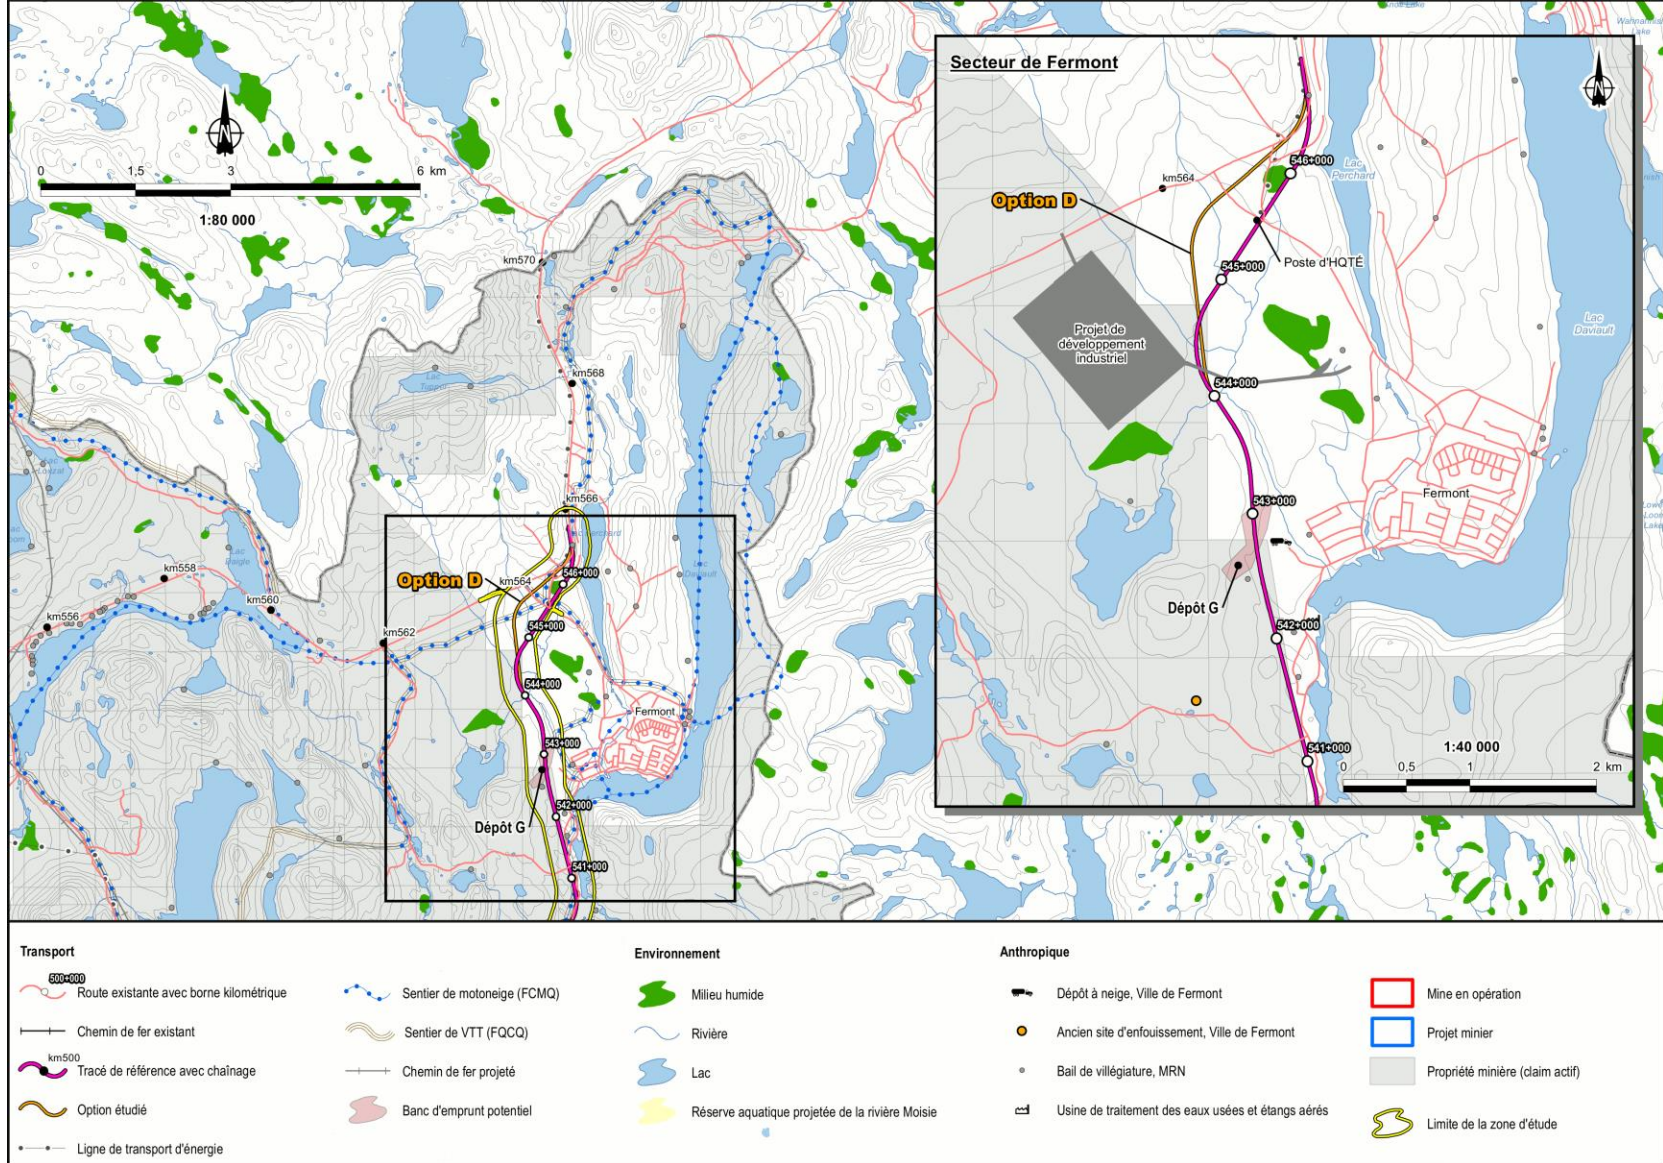 0
1,5
3
6 km
1:80 000
N
km570
Lac
km568
km566
Option D
km564
546+000
545+000
544+000
543+000
542+000
541+000
Dépôt G
Fermont
Lac
Daviault
km562
km560
km558
km556
Lac
Daigle
Secteur de Fermont
N
546+000
Lac
Perchard
km564
Option D
Poste d'HQTÉ
545+000
Projet de
développement
industriel
Lac
Daviault
544+000
543+000
Fermont
Dépôt G
542+000
541+000
1:40 000
0
0,5
1
2 km
Transport
500+000
Route existante avec borne kilométrique
Chemin de fer existant
km500
Tracé de référence avec chaînage
Option étudié
Ligne de transport d'énergie
Sentier de motoneige (FCMQ)
Sentier de VTT (FQCQ)
Chemin de fer projeté
Banc d'emprunt potentiel
Environnement
Milieu humide
Rivière
Lac
Réserve aquatique projetée de la rivière Moisie
Anthropique
Dépôt à neige, Ville de Fermont
Ancien site d'enfouissement, Ville de Fermont
Bail de villégiature, MRN
Usine de traitement des eaux usées et étangs aérés
Mine en opération
Projet minier
Propriété minière (claim actif)
Limite de la zone d'étude